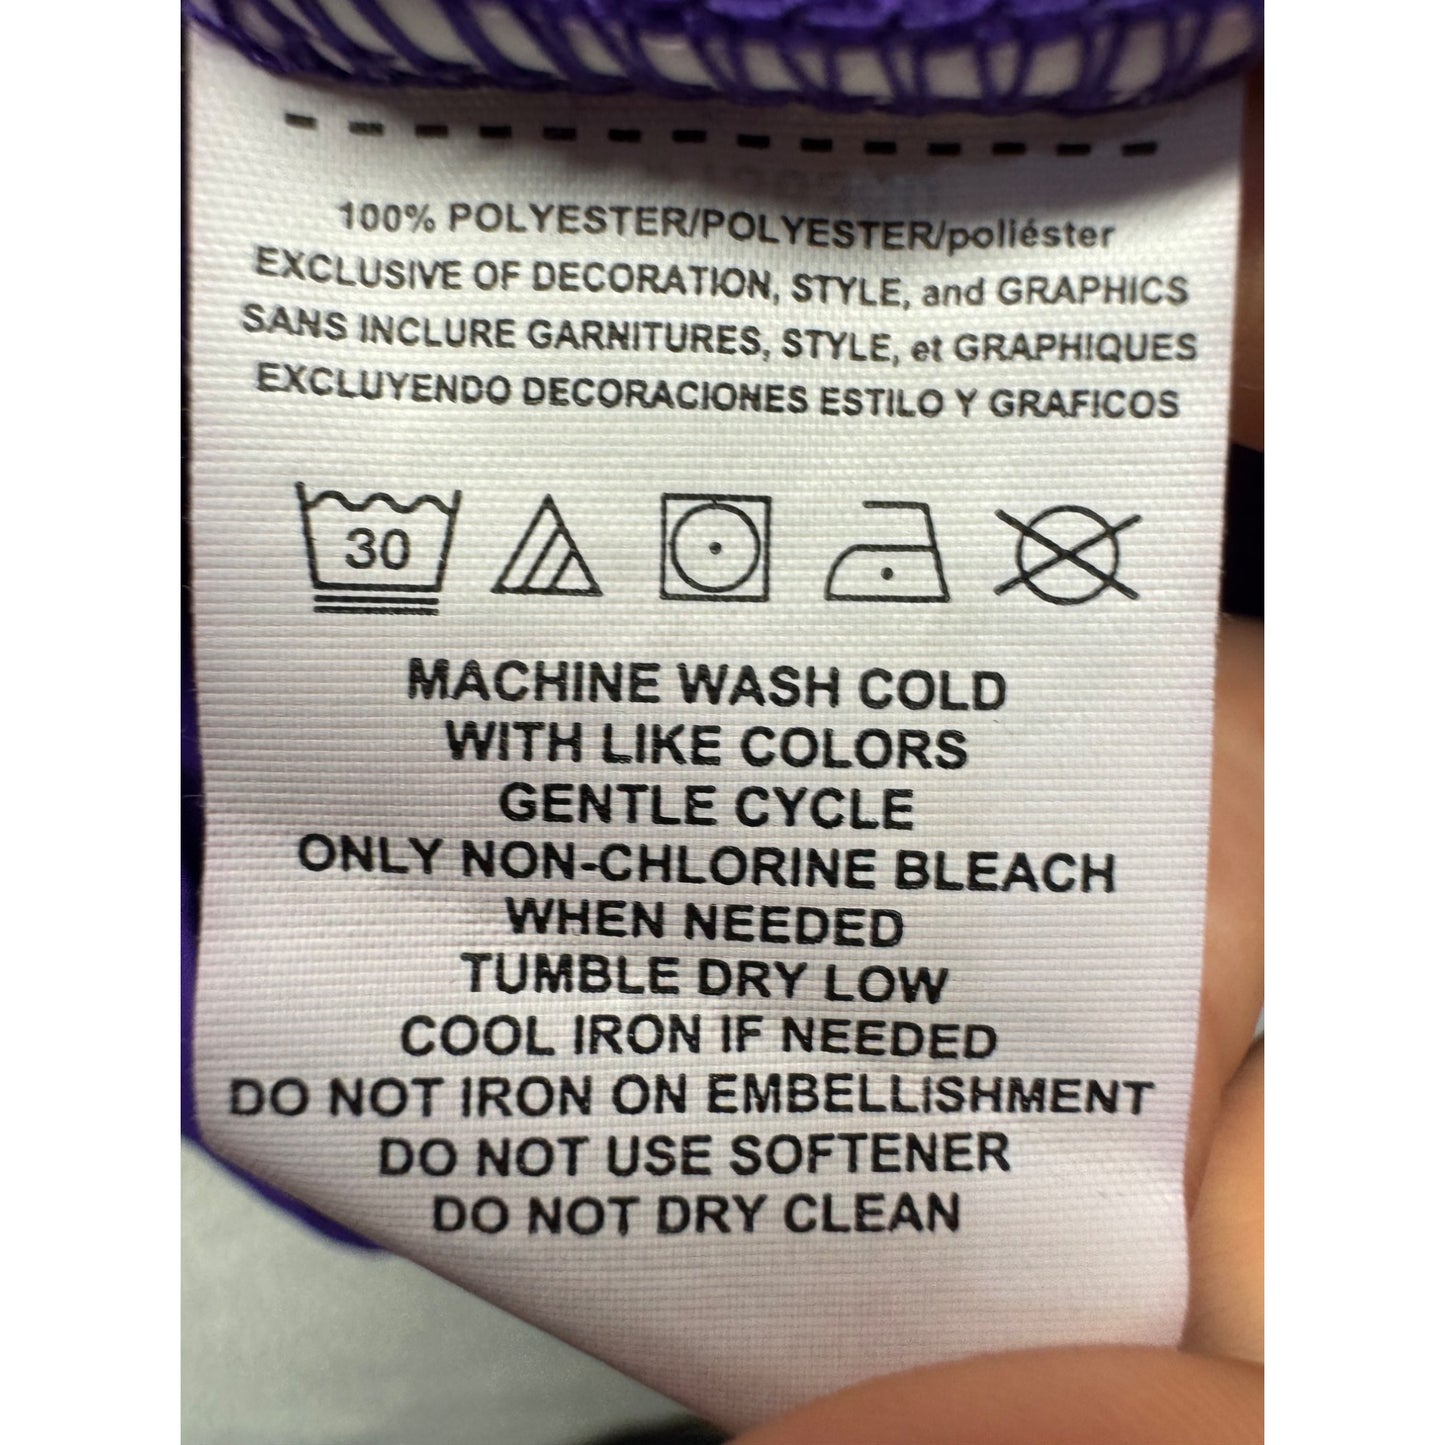 100% POLYESTER/POLYESTER/poliéster
EXCLUSIVE OF DECORATION, STYLE, and GRAPHICS
SANS INCLURE GARNITURES, STYLE, et GRAPHIQUES
EXCLUYENDO DECORACIONES ESTILO Y GRAFICOS
30
MACHINE WASH COLD
WITH LIKE COLORS
GENTLE CYCLE
ONLY NON-CHLORINE BLEACH
WHEN NEEDED
TUMBLE DRY LOW
COOL IRON IF NEEDED
DO NOT IRON ON EMBELLISHMENT
DO NOT USE SOFTENER
DO NOT DRY CLEAN